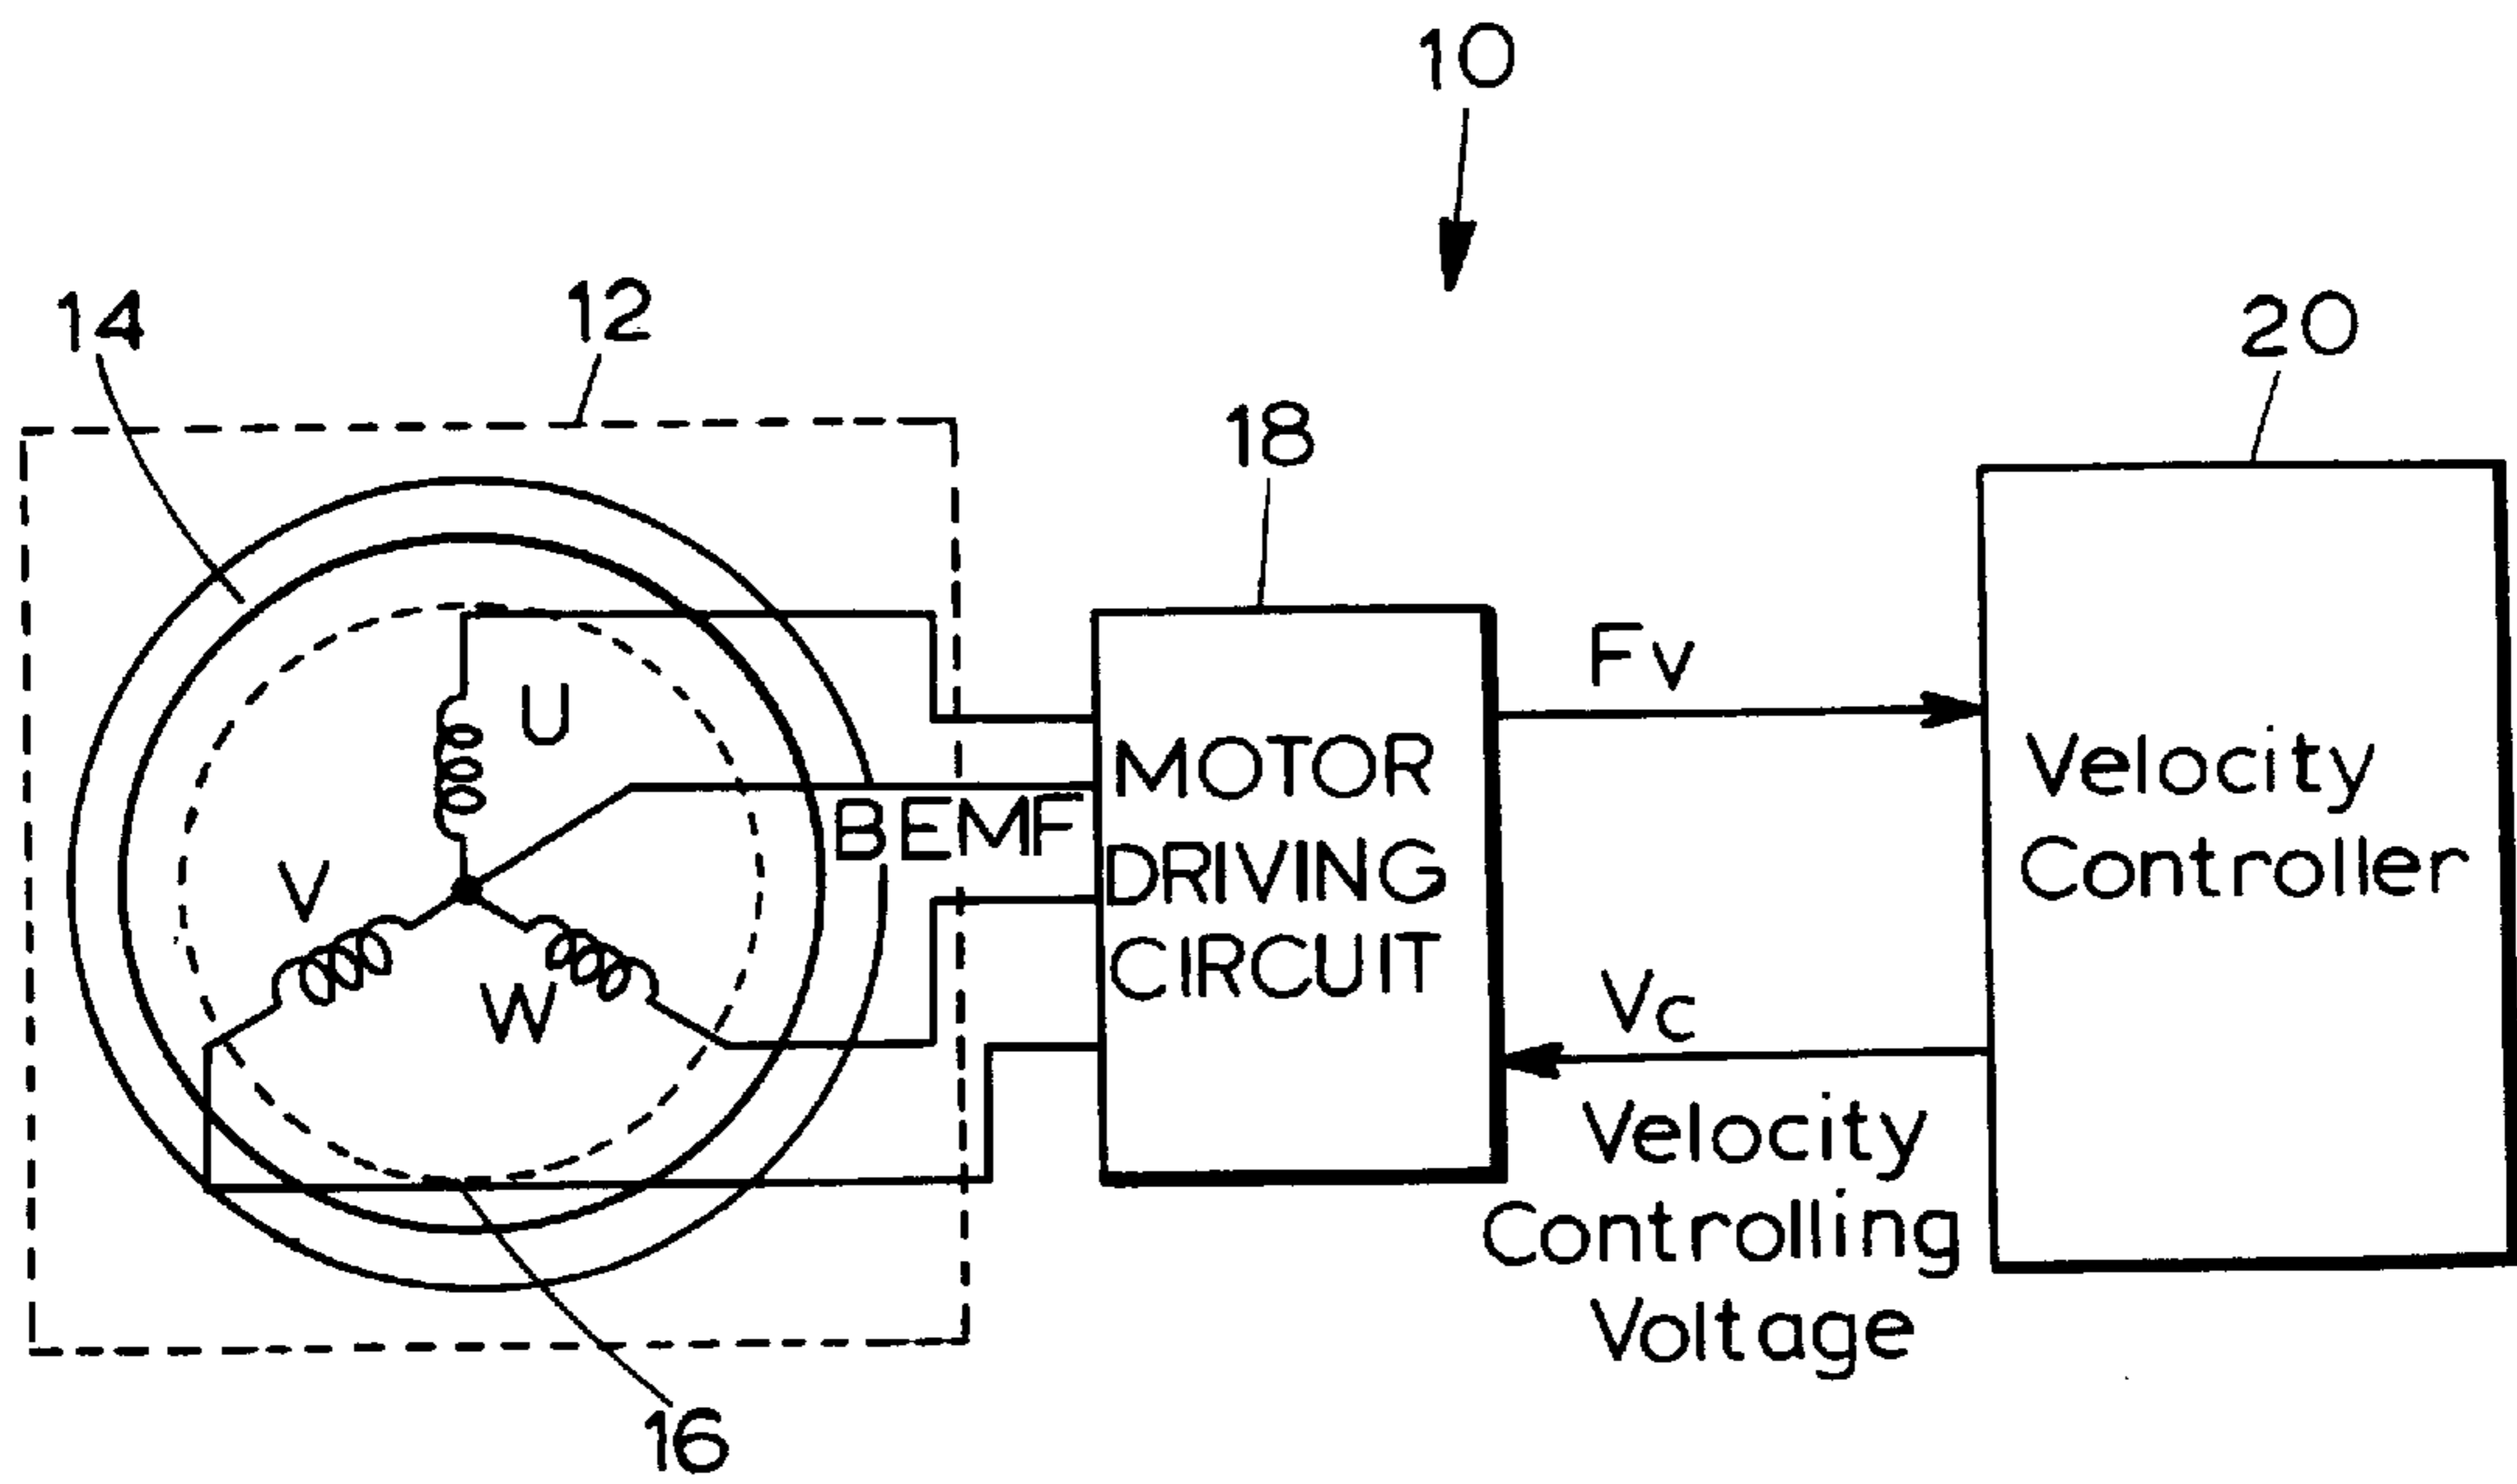 10
14
12
20
18
U
Fv
BEMF
MOTOR
DRIVING
CIRCUIT
Velocity
Controller
V
W
Vc
Velocity
Controlling
Voltage
16